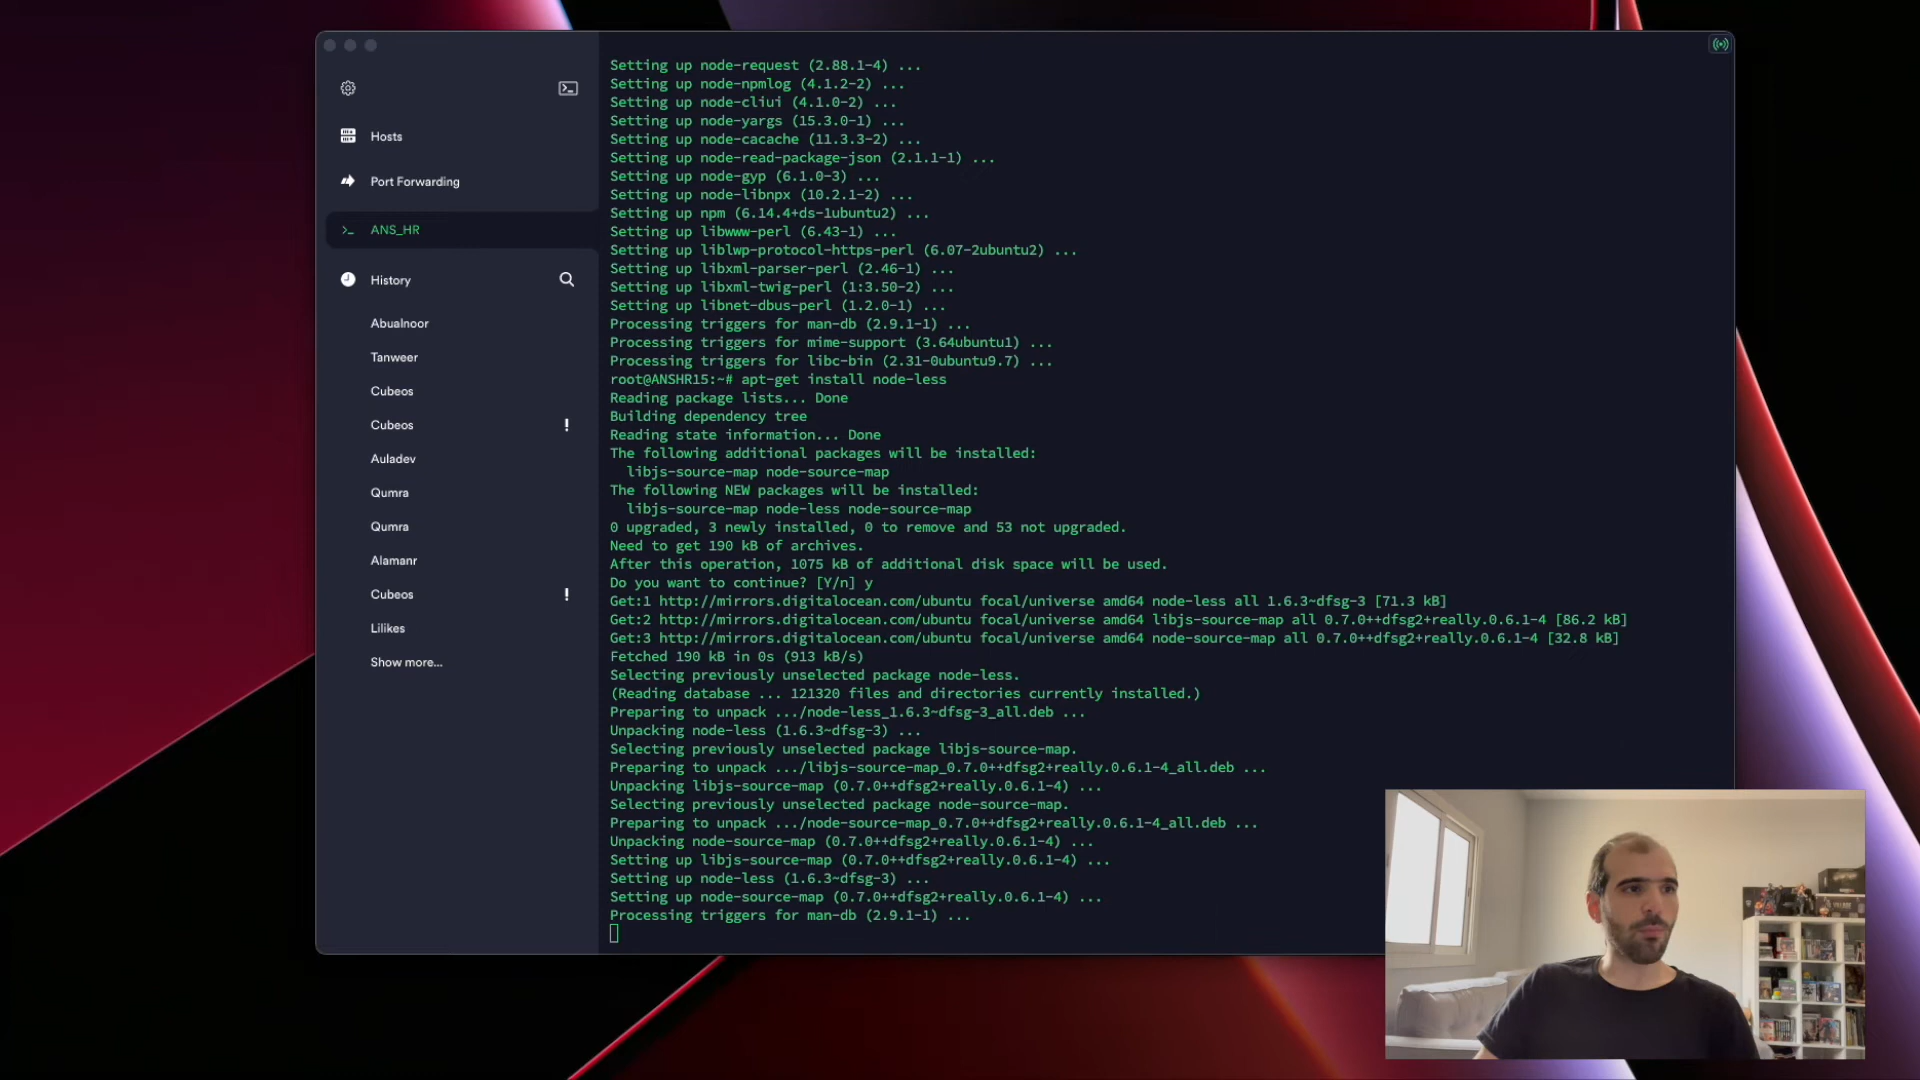 Hosts
Port Forwarding
ANS_HR
History
Abualnoor
Tanweer
Cubeos
Cubeos !
Auladev
Qumra
Qumra
Alamanr
Cubeos !
Lilikes
Show more...
Setting up node-request (2.88.1-4) ...
Setting up node-npmlog (4.1.2-2) ...
Setting up node-cliui (4.1.0-2) ...
Setting up node-yargs (15.3.0-1) ...
Setting up node-cacache (11.3.3-2) ...
Setting up node-read-package-json (2.1.1-1) ...
Setting up node-gyp (6.1.0-3) ...
Setting up node-libnpx (10.2.1-2) ...
Setting up npm (6.14.4+ds-1ubuntu2) ...
Setting up libwww-perl (6.43-1) ...
Setting up liblwp-protocol-https-perl (6.07-2ubuntu2) ...
Setting up libxml-parser-perl (2.46-1) ...
Setting up libxml-twig-perl (1:3.50-2) ...
Setting up libnet-dbus-perl (1.2.0-1) ...
Processing triggers for man-db (2.9.1-1) ...
Processing triggers for mime-support (3.64ubuntu1) ...
Processing triggers for libc-bin (2.31-0ubuntu9.7) ...
root@ANSHR15:~# apt-get install node-less
Reading package lists... Done
Building dependency tree
Reading state information... Done
The following additional packages will be installed:
libjs-source-map node-source-map
The following NEW packages will be installed:
libjs-source-map node-less node-source-map
0 upgraded, 3 newly installed, 0 to remove and 53 not upgraded.
Need to get 190 kB of archives.
After this operation, 1075 kB of additional disk space will be used.
Do you want to continue? [Y/n] y
Get:1 http://mirrors.digitalocean.com/ubuntu focal/universe amd64 node-less all 1.6.3~dfsg-3 [71.3 kB]
Get:2 http://mirrors.digitalocean.com/ubuntu focal/universe amd64 libjs-source-map all 0.7.0++dfsg2+really.0.6.1-4 [86.2 kB]
Get:3 http://mirrors.digitalocean.com/ubuntu focal/universe amd64 node-source-map all 0.7.0++dfsg2+really.0.6.1-4 [32.8 kB]
Fetched 190 kB in 0s (913 kB/s)
Selecting previously unselected package node-less.
(Reading database ... 121320 files and directories currently installed.)
Preparing to unpack .../node-less_1.6.3~dfsg-3_all.deb ...
Unpacking node-less (1.6.3~dfsg-3) ...
Selecting previously unselected package libjs-source-map.
Preparing to unpack .../libjs-source-map_0.7.0++dfsg2+really.0.6.1-4_all.deb ...
Unpacking libjs-source-map (0.7.0++dfsg2+really.0.6.1-4) ...
Selecting previously unselected package node-source-map.
Preparing to unpack .../node-source-map_0.7.0++dfsg2+really.0.6.1-4_all.deb ...
Unpacking node-source-map (0.7.0++dfsg2+really.0.6.1-4) ...
Setting up libjs-source-map (0.7.0++dfsg2+really.0.6.1-4) ...
Setting up node-less (1.6.3~dfsg-3) ...
Setting up node-source-map (0.7.0++dfsg2+really.0.6.1-4) ...
Processing triggers for man-db (2.9.1-1) ...